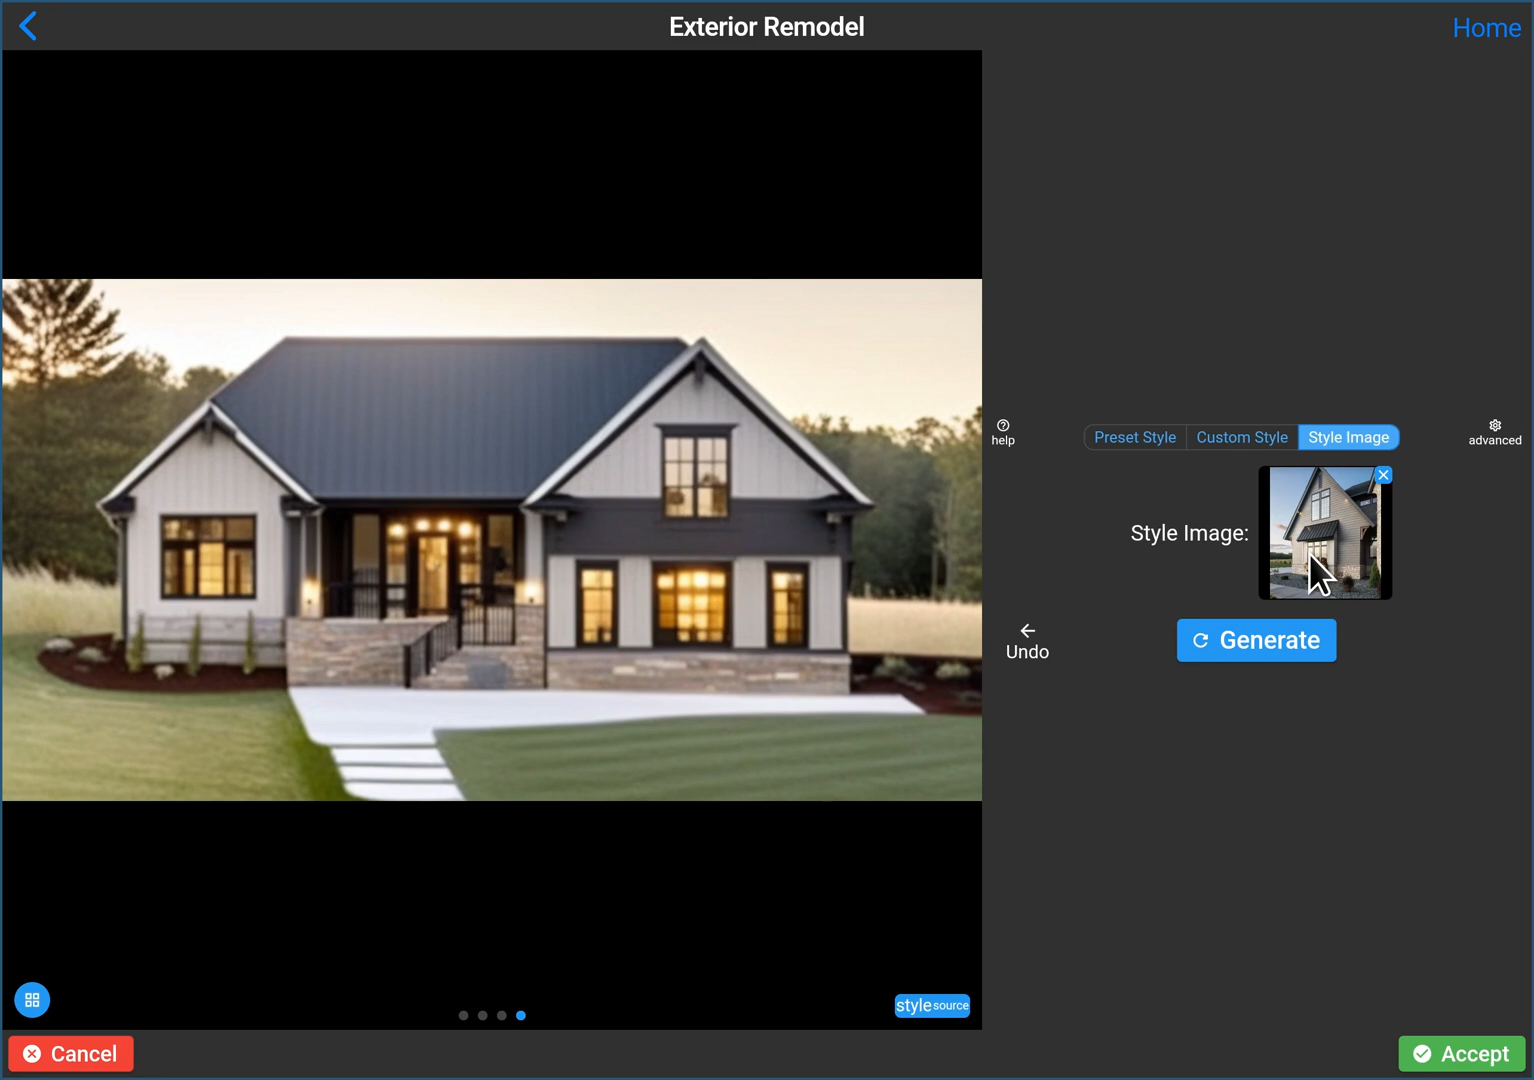 Exterior Remodel
Home
help
Preset Style
Custom Style
Style Image
advanced
Style Image:
Undo
Generate
style source
Cancel
Accept